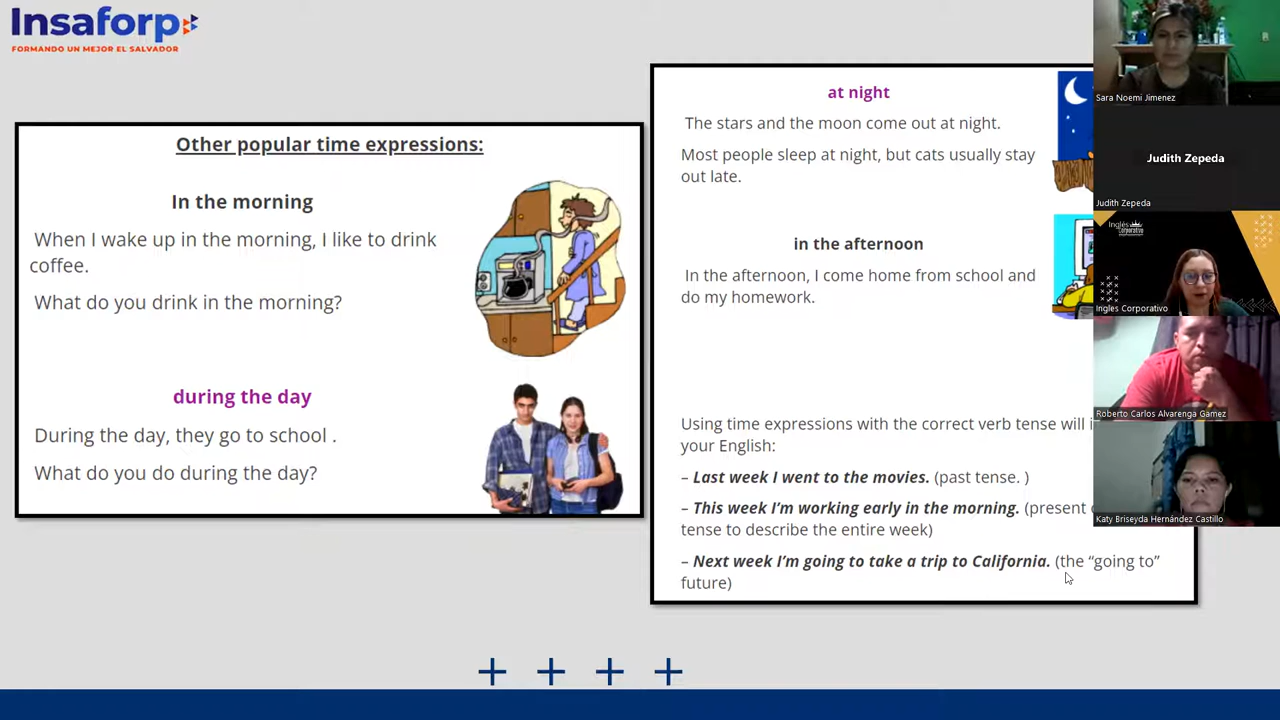 Insaforp
FORMANDO UN MEJOR EL SALVADOR
Other popular time expressions:
In the morning
When I wake up in the morning, I like to drink
coffee.
What do you drink in the morning?
during the day
During the day, they go to school .
What do you do during the day?
at night
The stars and the moon come out at night.
Most people sleep at night, but cats usually stay
out late.
in the afternoon
In the afternoon, I come home from school and
do my homework.
Using time expressions with the correct verb tense will
your English:
– Last week I went to the movies. (past tense. )
– This week I'm working early in the morning. (present
tense to describe the entire week)
– Next week I'm going to take a trip to California. (the “going to”
future)
Sara Noemi Jimenez
Judith Zepeda
Judith Zepeda
Inglés
Corporativo
Ingles Corporativo
Roberto Carlos Alvarenga Gámez
Katy Briseyda Hernández Castillo